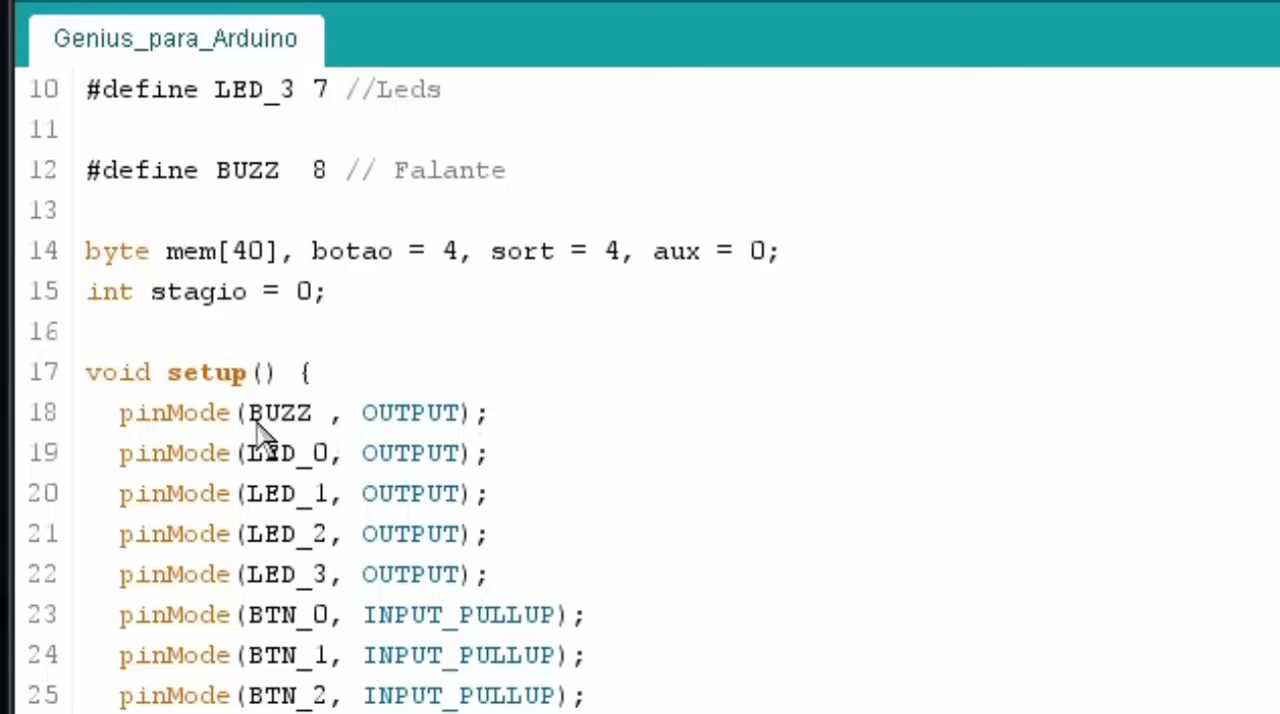 Genius_para_Arduino
10 #define LED_3 7 //Leds
11
12 #define BUZZ  8 // Falante
13
14 byte mem[40], botao = 4, sort = 4, aux = 0;
15 int stagio = 0;
16
17 void setup() {
18   pinMode(BUZZ , OUTPUT);
19   pinMode(LED_0, OUTPUT);
20   pinMode(LED_1, OUTPUT);
21   pinMode(LED_2, OUTPUT);
22   pinMode(LED_3, OUTPUT);
23   pinMode(BTN_0, INPUT_PULLUP);
24   pinMode(BTN_1, INPUT_PULLUP);
25   pinMode(BTN_2, INPUT_PULLUP);